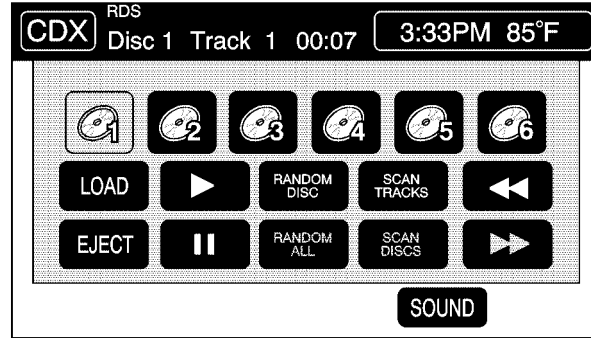 RDS
CDX Disc 1 Track 1 00:07 3:33PM 85°F
1 2 3 4 5 6
LOAD RANDOM DISC SCAN TRACKS
EJECT RANDOM ALL SCAN DISCS
SOUND